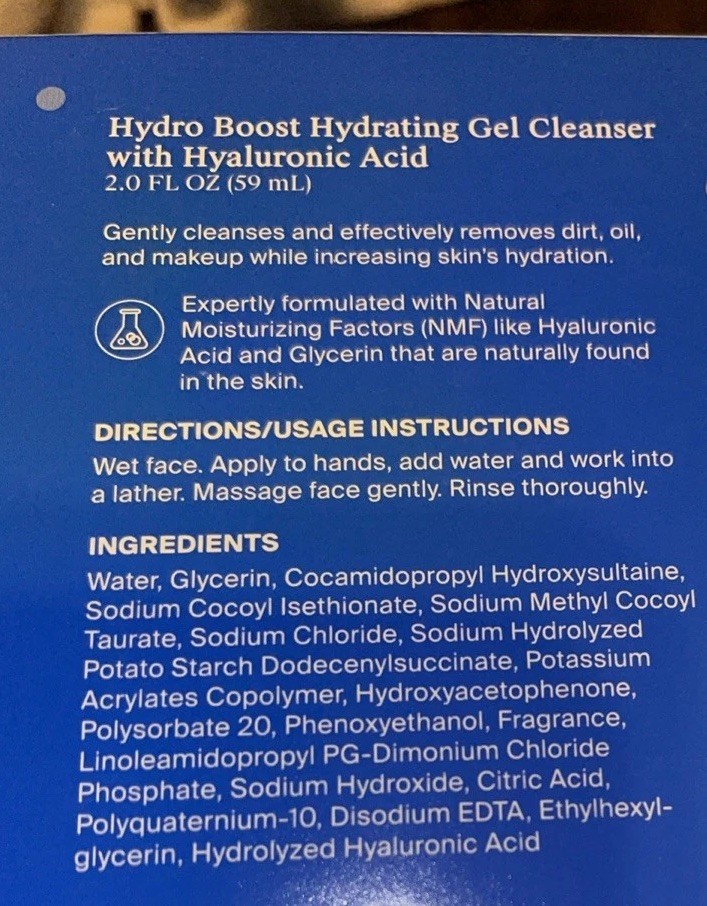 Hydro Boost Hydrating Gel Cleanser
with Hyaluronic Acid
2.0 FL OZ (59 mL)
Gently cleanses and effectively removes dirt, oil,
and makeup while increasing skin's hydration.
Expertly formulated with Natural
Moisturizing Factors (NMF) like Hyaluronic
Acid and Glycerin that are naturally found
in the skin.
DIRECTIONS/USAGE INSTRUCTIONS
Wet face. Apply to hands, add water and work into
a lather. Massage face gently. Rinse thoroughly.
INGREDIENTS
Water, Glycerin, Cocamidopropyl Hydroxysultaine,
Sodium Cocoyl Isethionate, Sodium Methyl Cocoyl
Taurate, Sodium Chloride, Sodium Hydrolyzed
Potato Starch Dodecenylsuccinate, Potassium
Acrylates Copolymer, Hydroxyacetophenone,
Polysorbate 20, Phenoxyethanol, Fragrance,
Linoleamidopropyl PG-Dimonium Chloride
Phosphate, Sodium Hydroxide, Citric Acid,
Polyquaternium-10, Disodium EDTA, Ethylhexyl-
glycerin, Hydrolyzed Hyaluronic Acid